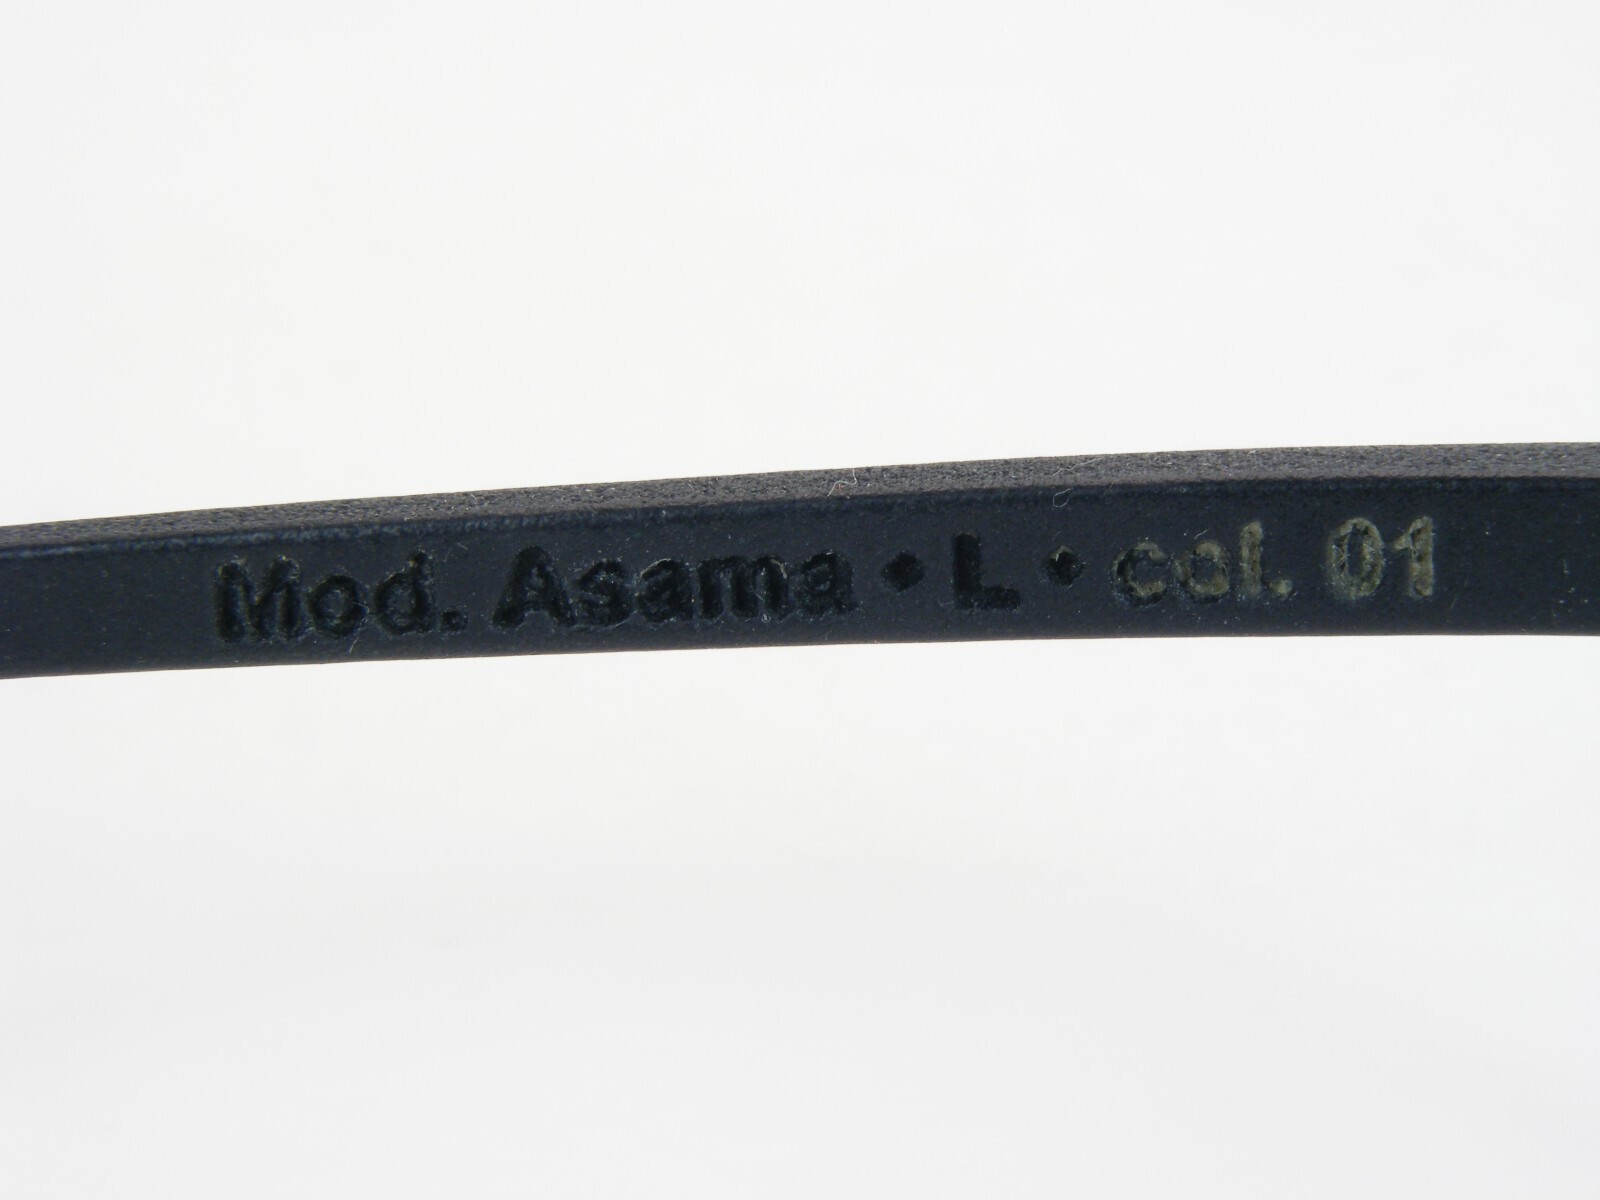 Mod. Asama • L • col. 01